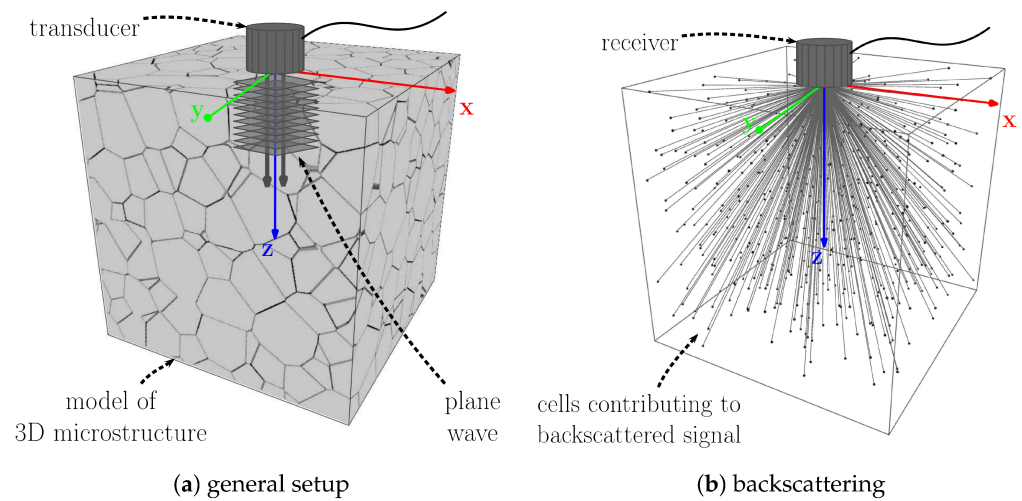 transducer
x
y
z
model of
3D microstructure
plane
wave
(a) general setup
receiver
x
y
z
cells contributing to
backscattered signal
(b) backscattering